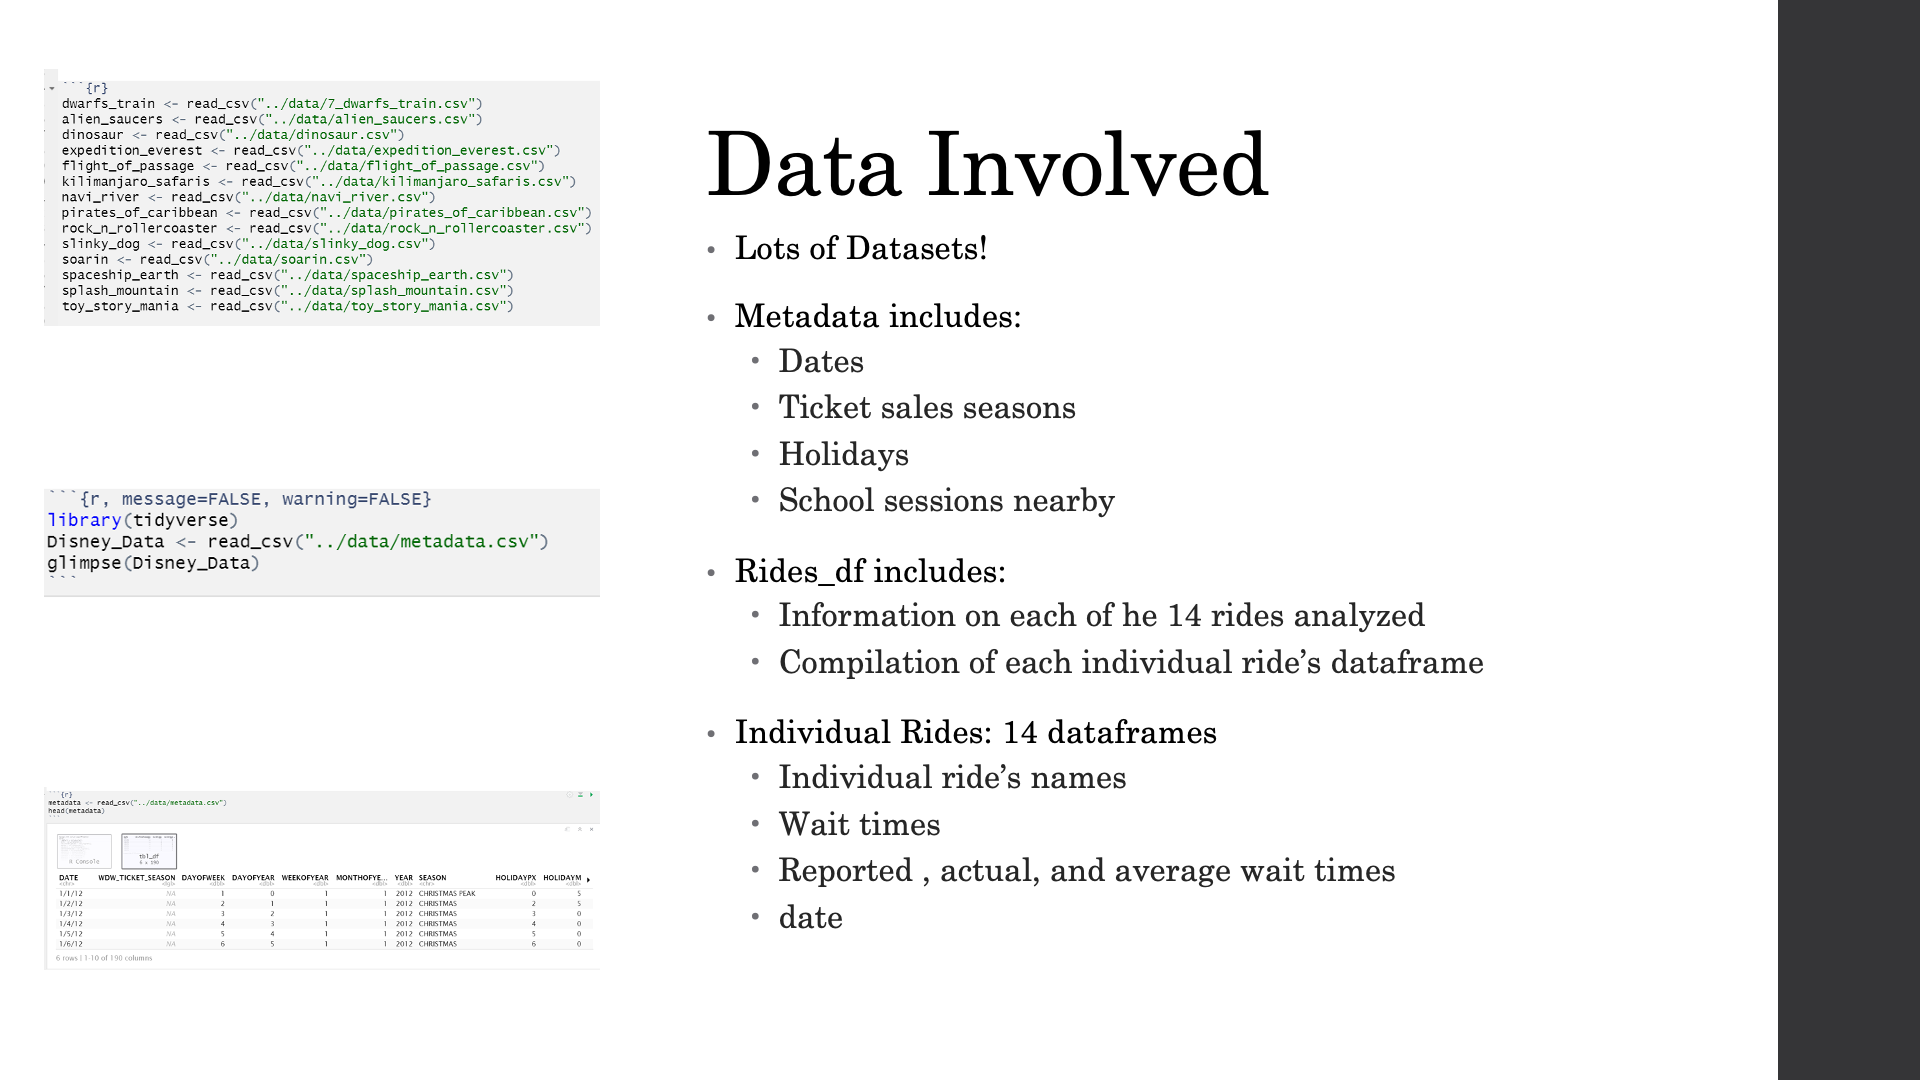 ```{r}
dwarfs_train <- read_csv("../data/7_dwarfs_train.csv")
alien_saucers <- read_csv("../data/alien_saucers.csv")
dinosaur <- read_csv("../data/dinosaur.csv")
expedition_everest <- read_csv("../data/expedition_everest.csv")
flight_of_passage <- read_csv("../data/flight_of_passage.csv")
kilimanjaro_safaris <- read_csv("../data/kilimanjaro_safaris.csv")
navi_river <- read_csv("../data/navi_river.csv")
pirates_of_caribbean <- read_csv("../data/pirates_of_caribbean.csv")
rock_n_rollercoaster <- read_csv("../data/rock_n_rollercoaster.csv")
slinky_dog <- read_csv("../data/slinky_dog.csv")
soarin <- read_csv("../data/soarin.csv")
spaceship_earth <- read_csv("../data/spaceship_earth.csv")
splash_mountain <- read_csv("../data/splash_mountain.csv")
toy_story_mania <- read_csv("../data/toy_story_mania.csv")
```{r, message=FALSE, warning=FALSE}
library(tidyverse)
Disney_Data <- read_csv("../data/metadata.csv")
glimpse(Disney_Data)
```
```{r}
metadata <- read_csv("../data/metadata.csv")
head(metadata)
```
R Console
tbl_df
6 x 190
DATE WDW_TICKET_SEASON DAYOFWEEK DAYOFYEAR WEEKOFYEAR MONTHOFYE... YEAR SEASON HOLIDAYPX HOLIDAYM
<chr> <lgl> <dbl> <dbl> <dbl> <dbl> <dbl> <chr> <dbl> <dbl>
1/1/12 NA 1 0 1 1 2012 CHRISTMAS PEAK 0 5
1/2/12 NA 2 1 1 1 2012 CHRISTMAS 2 5
1/3/12 NA 3 2 1 1 2012 CHRISTMAS 3 0
1/4/12 NA 4 3 1 1 2012 CHRISTMAS 4 0
1/5/12 NA 5 4 1 1 2012 CHRISTMAS 5 0
1/6/12 NA 6 5 1 1 2012 CHRISTMAS 6 0
6 rows | 1-10 of 190 columns
Data Involved
• Lots of Datasets!
• Metadata includes:
• Dates
• Ticket sales seasons
• Holidays
• School sessions nearby
• Rides_df includes:
• Information on each of he 14 rides analyzed
• Compilation of each individual ride’s dataframe
• Individual Rides: 14 dataframes
• Individual ride’s names
• Wait times
• Reported , actual, and average wait times
• date